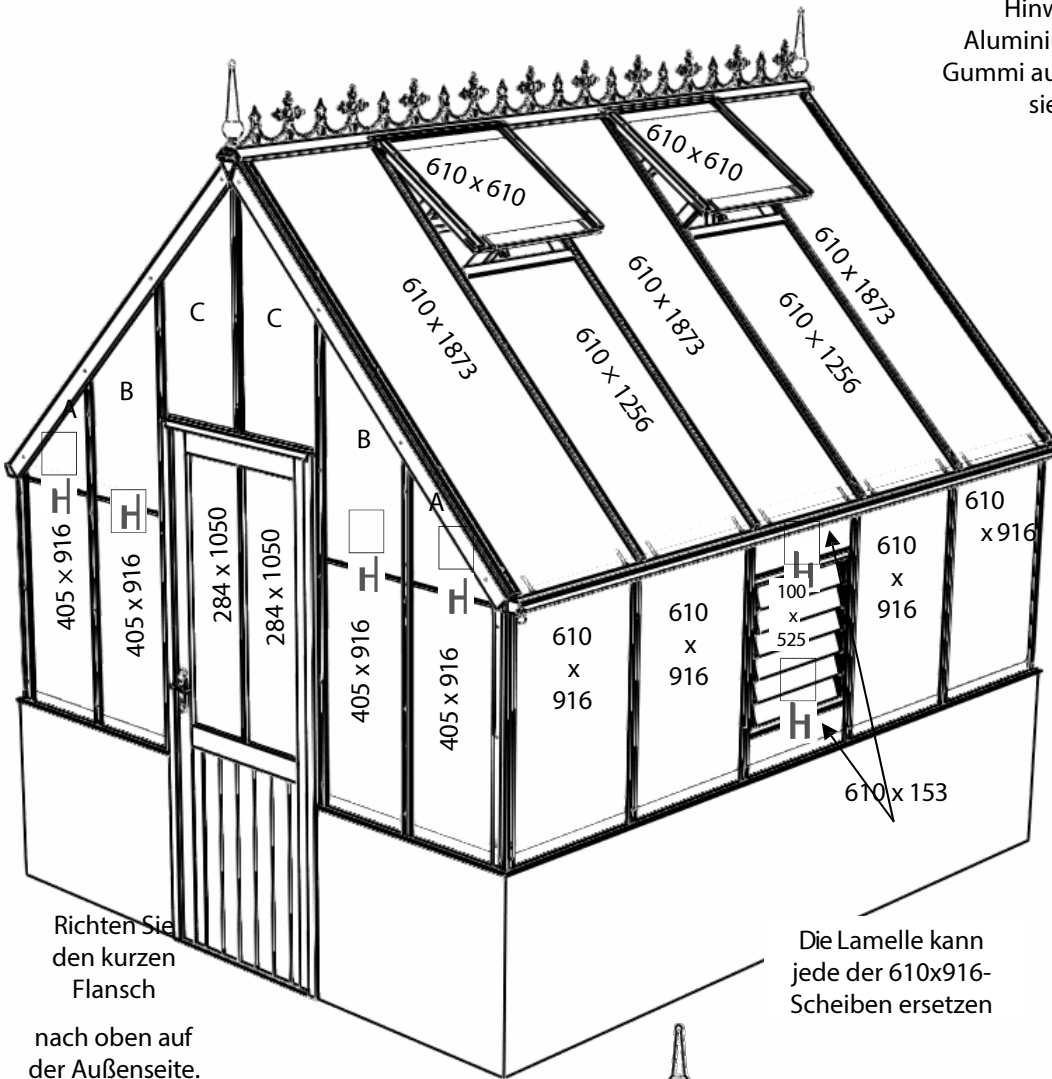 Hinw
Alumini
Gummi au
sie
610 x 610
610 x 610
610 x 1873
610 x 1256
610 x 1873
610 x 1256
610 x 1873
C
C
B
A
B
A
H
H
H
H
H
H
405 x 916
405 x 916
284 x 1050
284 x 1050
405 x 916
405 x 916
610
x
916
610
x
916
100
x
525
610
x
916
610
x 916
610 x 153
Richten Sie
den kurzen
Flansch
nach oben auf
der Außenseite.
Die Lamelle kann
jede der 610x916-
Scheiben ersetzen